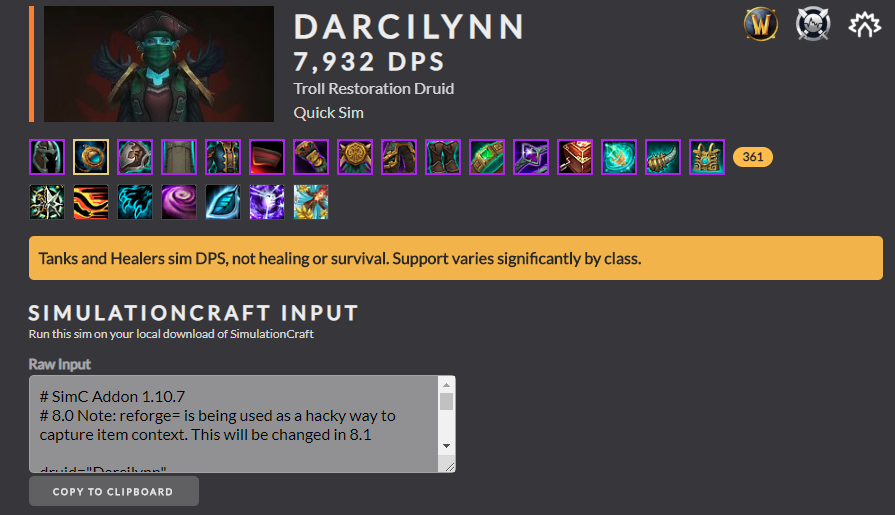 DARCILYNN
7,932 DPS
Troll Restoration Druid
Quick Sim
361
Tanks and Healers sim DPS, not healing or survival. Support varies significantly by class.
SIMULATIONCRAFT INPUT
Run this sim on your local download of SimulationCraft
Raw Input
# SimC Addon 1.10.7
# 8.0 Note: reforge= is being used as a hacky way to
capture item context. This will be changed in 8.1
druid="Darcilynn"
COPY TO CLIPBOARD